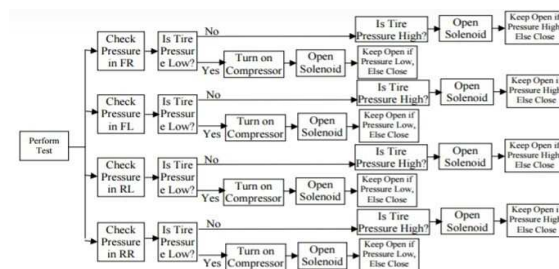 Perform
Test
Check
Pressure
in FR
Is Tire
Pressur
e Low?
No
Is Tire
Pressure High?
Open
Solenoid
Keep Open if
Pressure High
Else Close
Yes
Turn on
Compressor
Open
Solenoid
Keep Open if
Pressure Low,
Else Close
Check
Pressure
in FL
Is Tire
Pressur
e Low?
No
Is Tire
Pressure High?
Open
Solenoid
Keep Open if
Pressure High
Else Close
Yes
Turn on
Compressor
Open
Solenoid
Keep Open if
Pressure Low,
Else Close
Check
Pressure
in RL
Is Tire
Pressur
e Low?
No
Is Tire
Pressure High?
Open
Solenoid
Keep Open if
Pressure High
Else Close
Yes
Turn on
Compressor
Open
Solenoid
Keep Open if
Pressure Low,
Else Close
Check
Pressure
in RR
Is Tire
Pressur
e Low?
No
Is Tire
Pressure High?
Open
Solenoid
Keep Open if
Pressure High
Else Close
Yes
Turn on
Compressor
Open
Solenoid
Keep Open if
Pressure Low,
Else Close